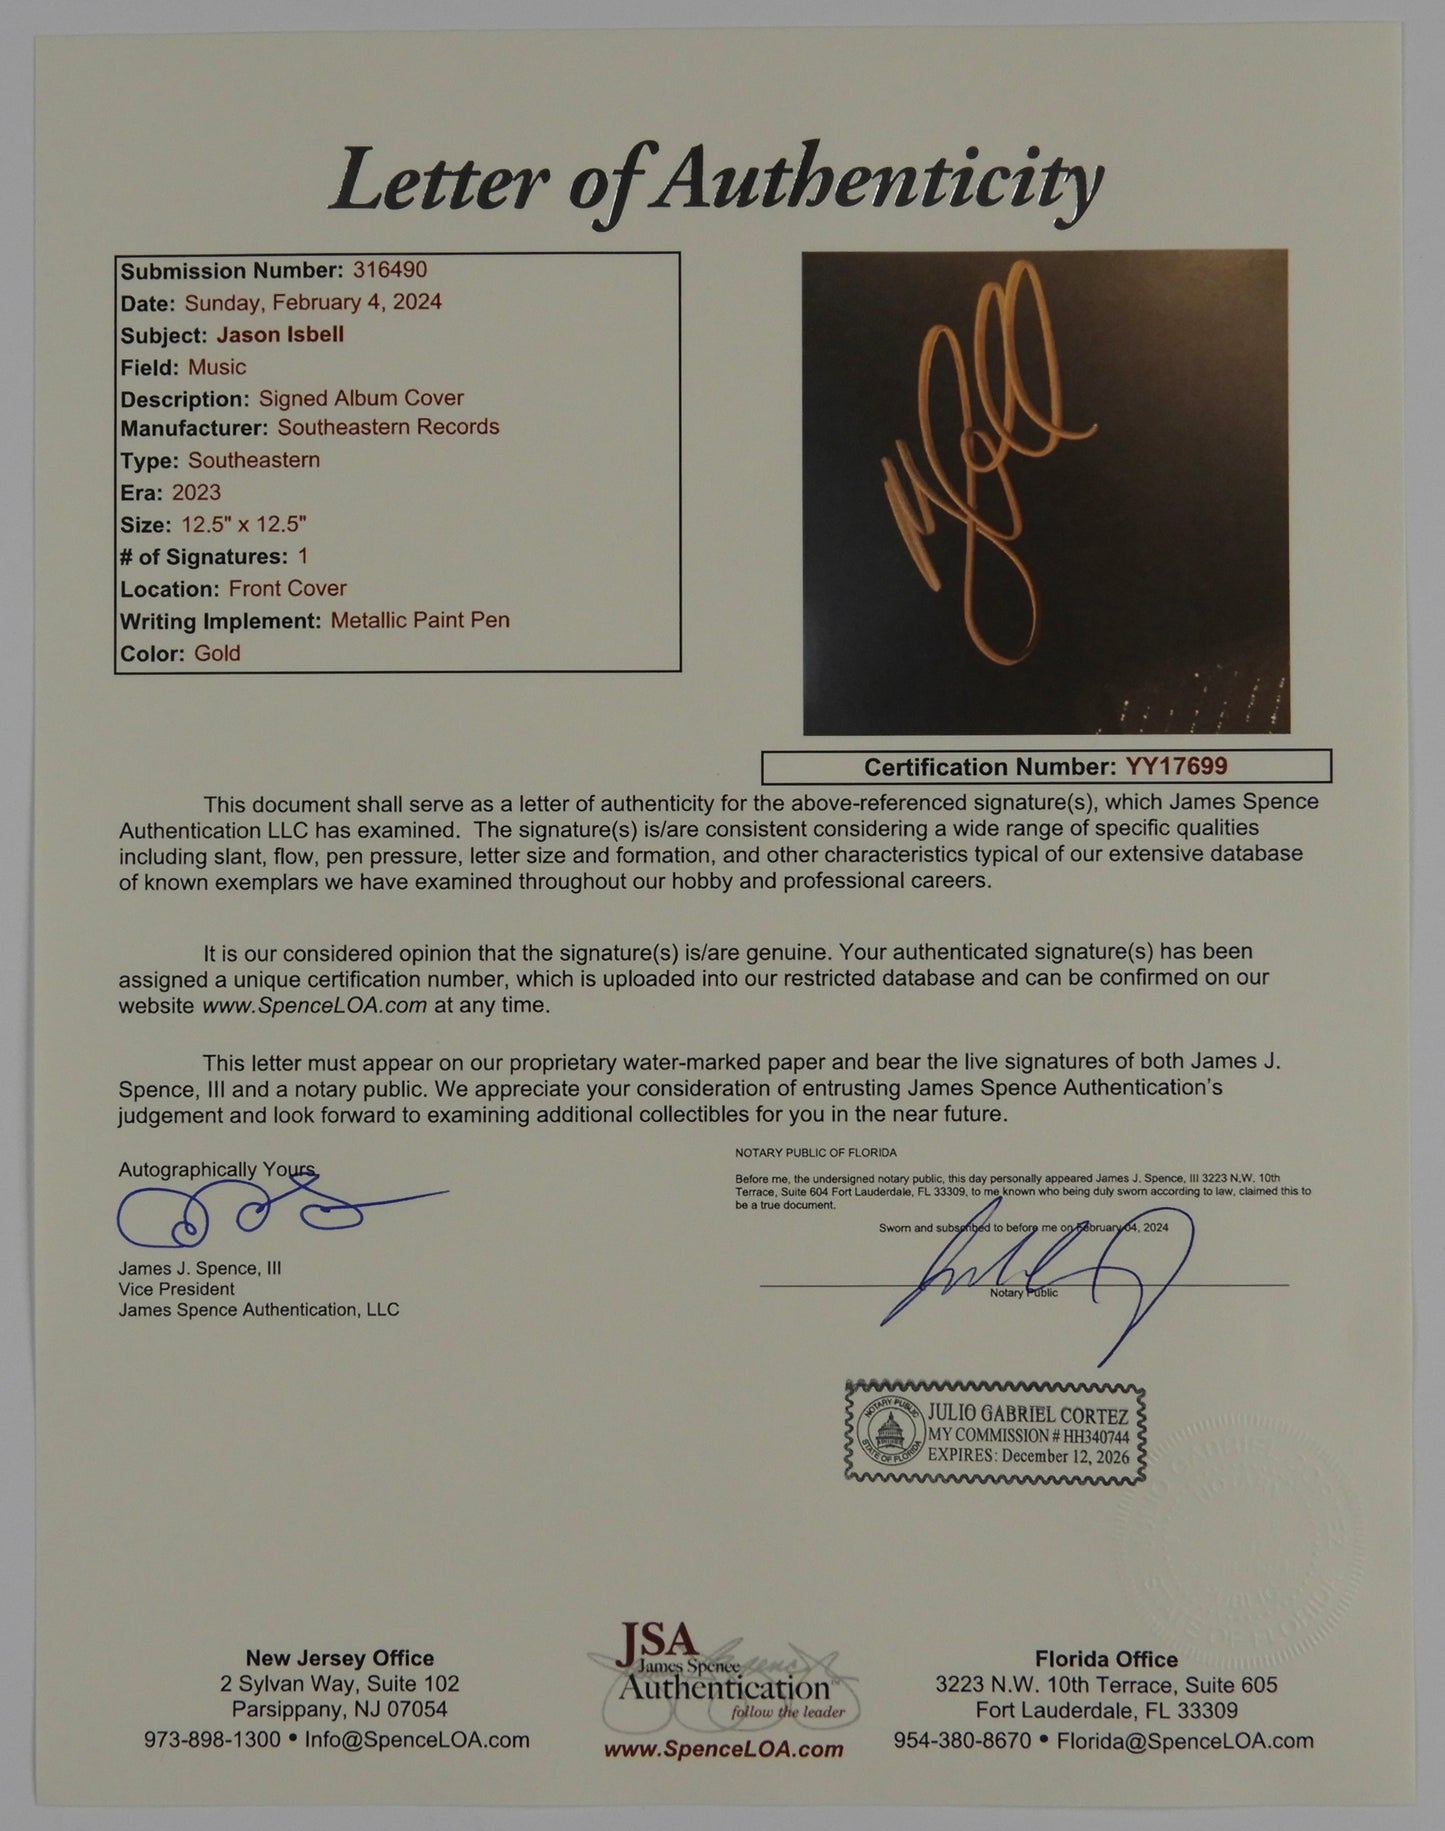 Letter of Authenticity
Submission Number: 316490
Date: Sunday, February 4, 2024
Subject: Jason Isbell
Field: Music
Description: Signed Album Cover
Manufacturer: Southeastern Records
Type: Southeastern
Era: 2023
Size: 12.5" x 12.5"
# of Signatures: 1
Location: Front Cover
Writing Implement: Metallic Paint Pen
Color: Gold
Certification Number: YY17699
This document shall serve as a letter of authenticity for the above-referenced signature(s), which James Spence
Authentication LLC has examined.  The signature(s) is/are consistent considering a wide range of specific qualities
including slant, flow, pen pressure, letter size and formation, and other characteristics typical of our extensive database
of known exemplars we have examined throughout our hobby and professional careers.
It is our considered opinion that the signature(s) is/are genuine. Your authenticated signature(s) has been
assigned a unique certification number, which is uploaded into our restricted database and can be confirmed on our
website www.SpenceLOA.com at any time.
This letter must appear on our proprietary water-marked paper and bear the live signatures of both James J.
Spence, III and a notary public. We appreciate your consideration of entrusting James Spence Authentication's
judgement and look forward to examining additional collectibles for you in the near future.
Autographically Yours,
James J. Spence, III
Vice President
James Spence Authentication, LLC
NOTARY PUBLIC OF FLORIDA
Before me, the undersigned notary public, this day personally appeared James J. Spence, III 3223 N.W. 10th
Terrace, Suite 604 Fort Lauderdale, FL 33309, to me known who being duly sworn according to law, claimed this to
be a true document.
Sworn and subscribed to before me on February 04, 2024
Notary Public
NOTARY PUBLIC
STATE OF FLORIDA
JULIO GABRIEL CORTEZ
MY COMMISSION # HH340744
EXPIRES: December 12, 2026
New Jersey Office
2 Sylvan Way, Suite 102
Parsippany, NJ 07054
973-898-1300 • Info@SpenceLOA.com
JSA
James Spence
Authentication
follow the leader
www.SpenceLOA.com
Florida Office
3223 N.W. 10th Terrace, Suite 605
Fort Lauderdale, FL 33309
954-380-8670 • Florida@SpenceLOA.com